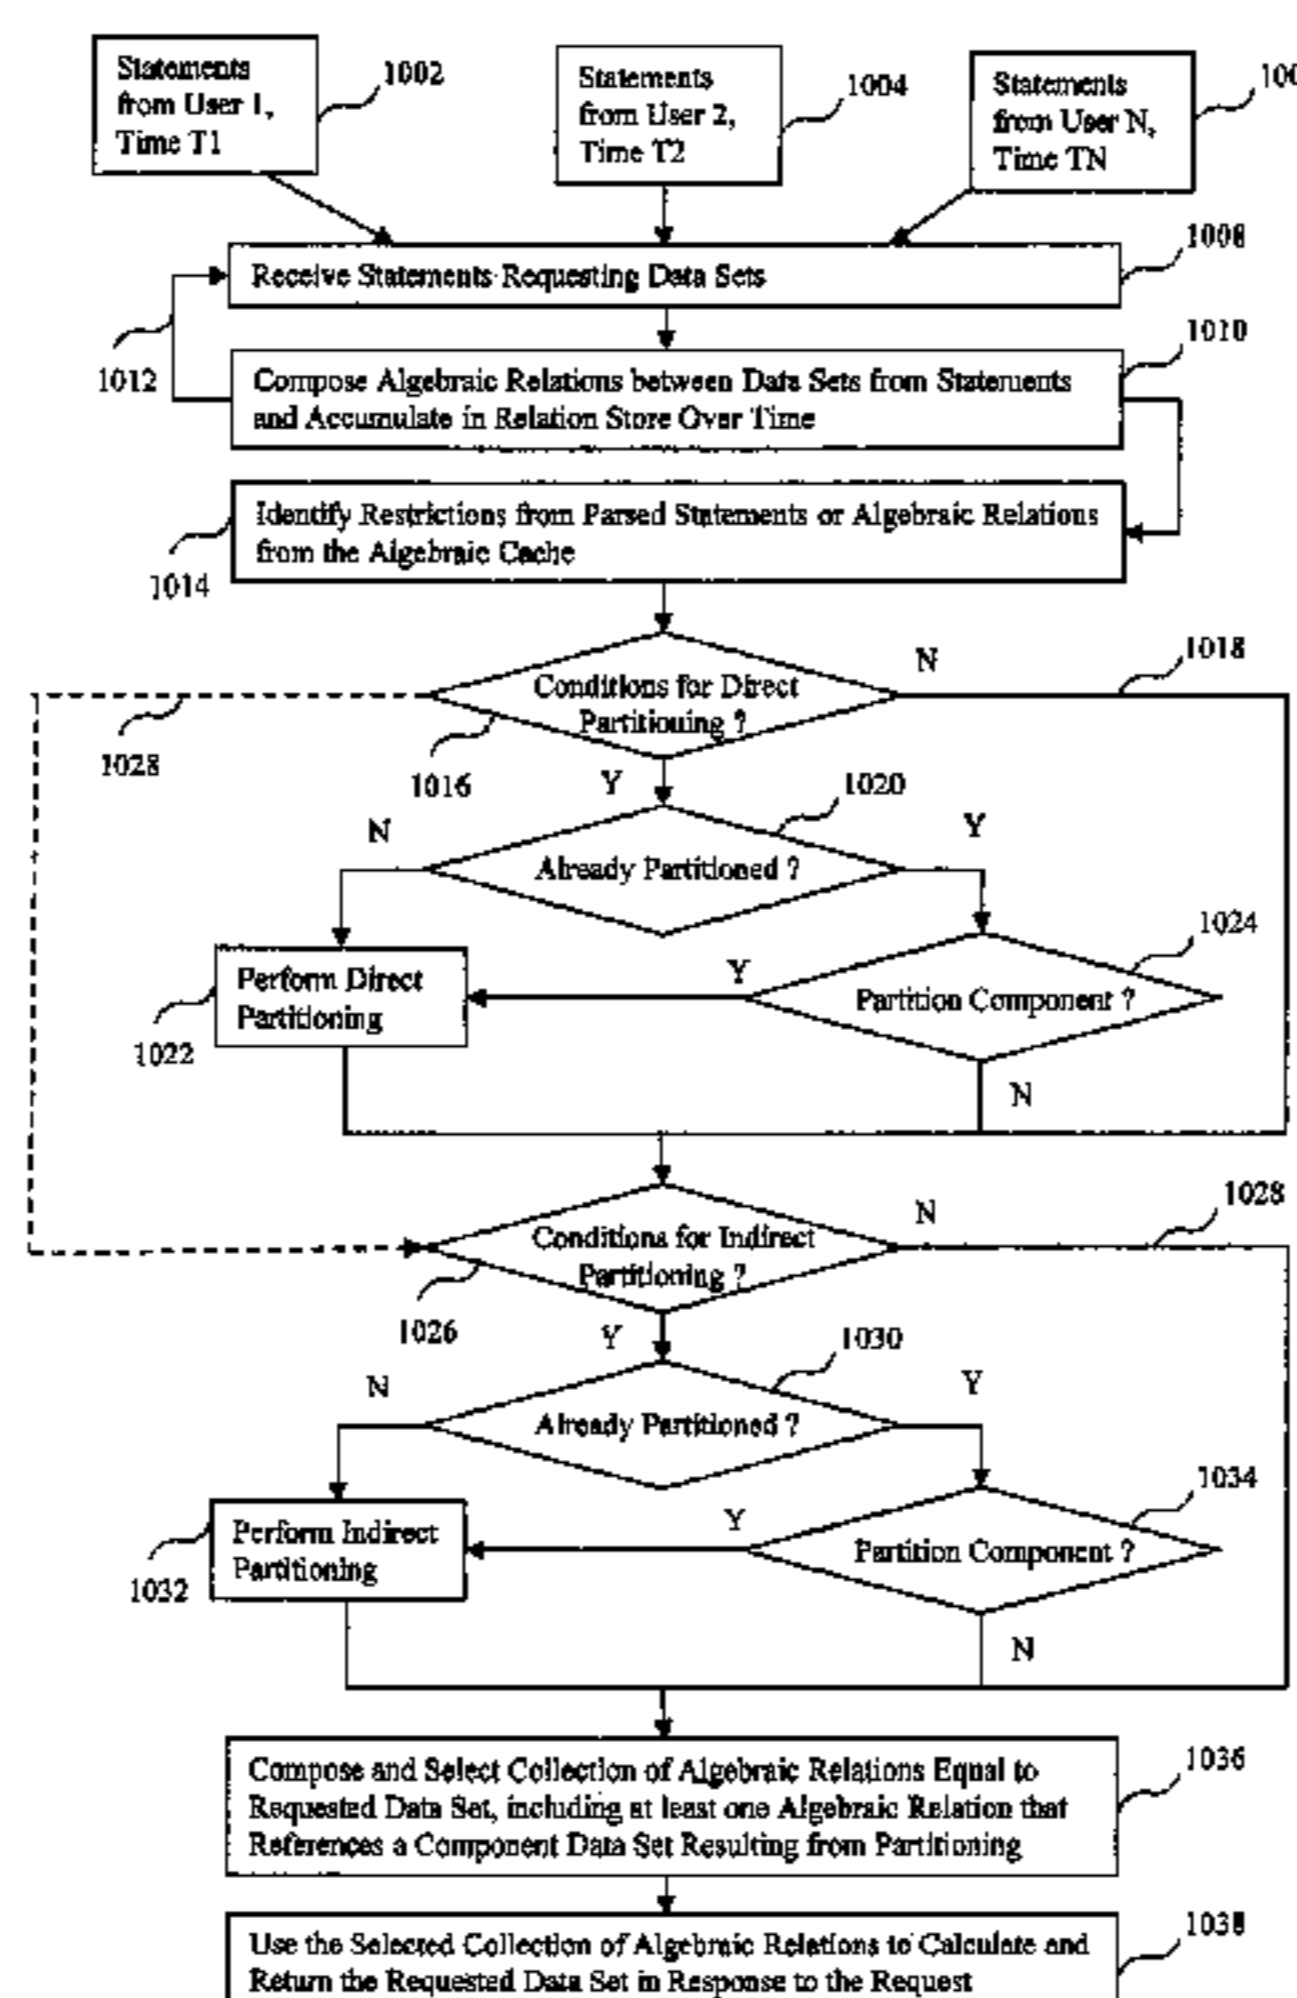 Statements
from User 1,
Time T1
1002
Statements
from User 2,
Time T2
1004
Statements
from User N,
Time TN
Receive Statements Requesting Data Sets
1008
1012
Compose Algebraic Relations between Data Sets from Statements
and Accumulate in Relation Store Over Time
1010
Identify Restrictions from Parsed Statements or Algebraic Relations
from the Algebraic Cache
1014
Conditions for Direct
Partitioning ?
N
1018
1028
1016
Y
1020
N
Already Partitioned ?
Y
1024
Perform Direct
Partitioning
Y
Partition Component ?
1022
N
Conditions for Indirect
Partitioning ?
N
1028
1026
Y
1030
N
Already Partitioned ?
Y
1034
Perform Indirect
Partitioning
Y
Partition Component ?
1032
N
Compose and Select Collection of Algebraic Relations Equal to
Requested Data Set, including at least one Algebraic Relation that
References a Component Data Set Resulting from Partitioning
1036
Use the Selected Collection of Algebraic Relations to Calculate and
Return the Requested Data Set in Response to the Request
1038